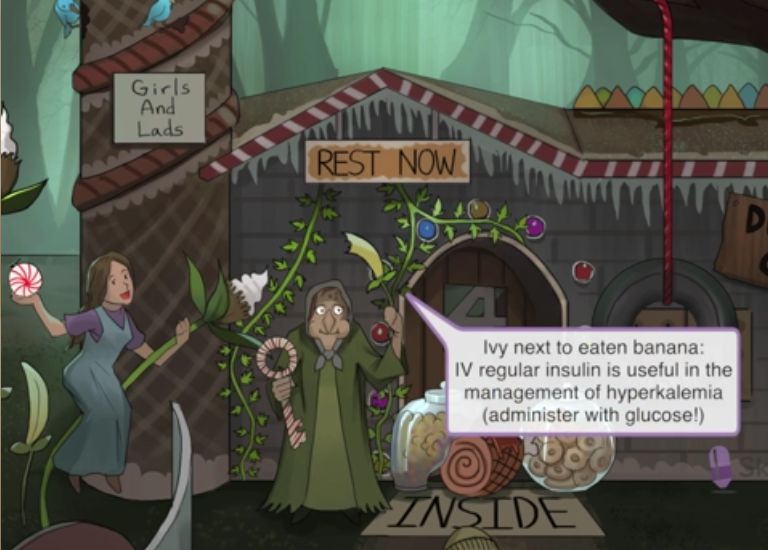 Girls
And
Lads
REST NOW
4
Ivy next to eaten banana:
IV regular insulin is useful in the
management of hyperkalemia
(administer with glucose!)
INSIDE